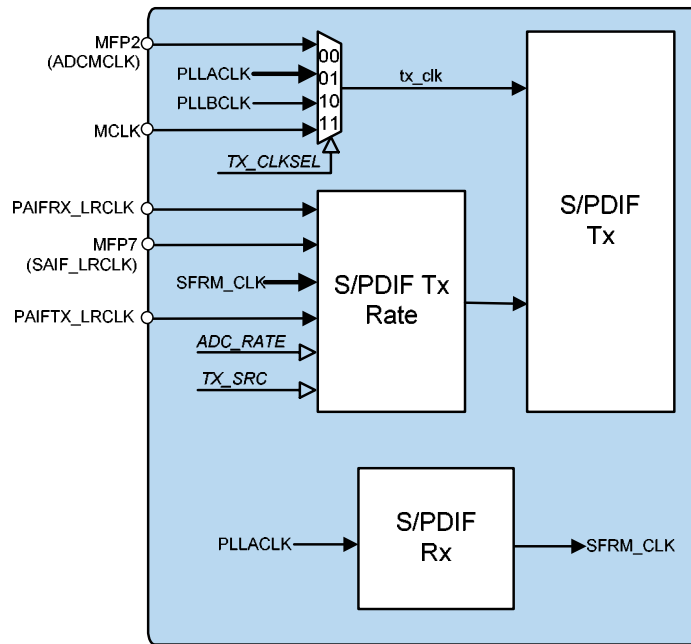 MFP2
(ADCMCLK)
PLLACLK
PLLBCLK
MCLK
00
01
10
11
tx_clk
TX_CLKSEL
S/PDIF
Tx
PAIFRX_LRCLK
MFP7
(SAIF_LRCLK)
SFRM_CLK
PAIFTX_LRCLK
ADC_RATE
TX_SRC
S/PDIF Tx
Rate
PLLACLK
S/PDIF
Rx
SFRM_CLK